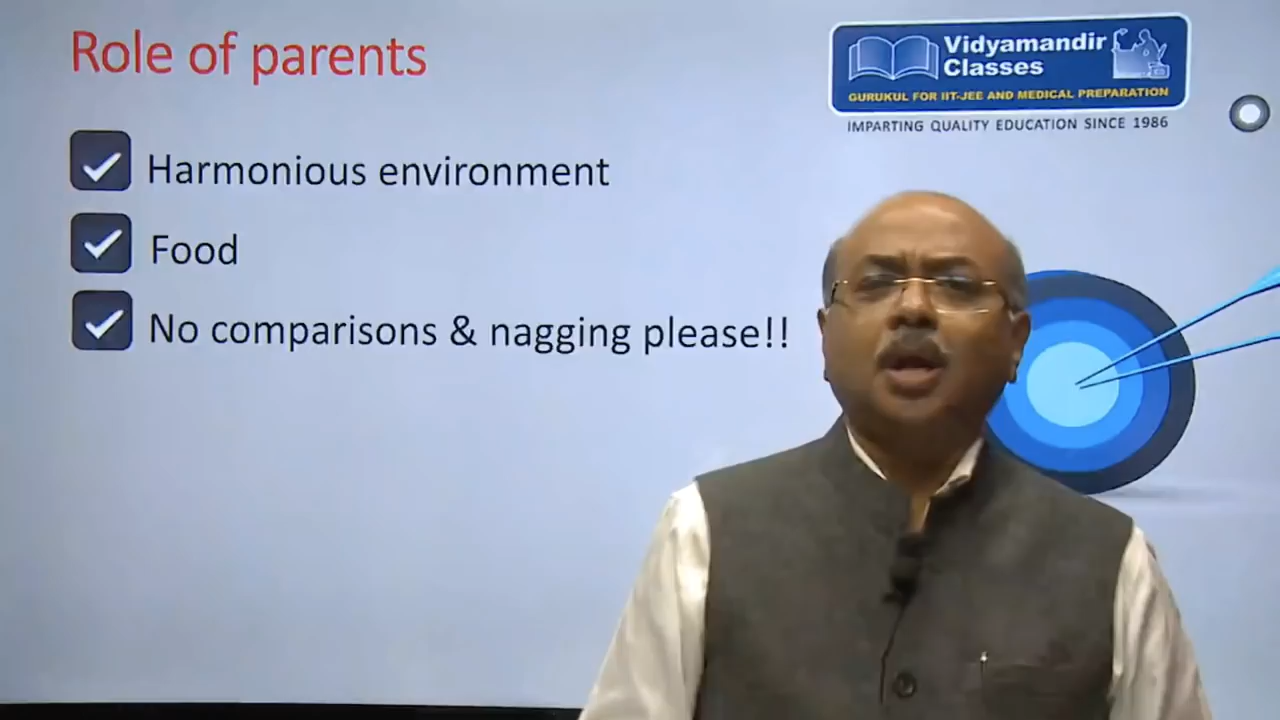 Role of parents
Vidyamandir
Classes
GURUKUL FOR IIT-JEE AND MEDICAL PREPARATION
IMPARTING QUALITY EDUCATION SINCE 1986
Harmonious environment
Food
No comparisons & nagging please!!